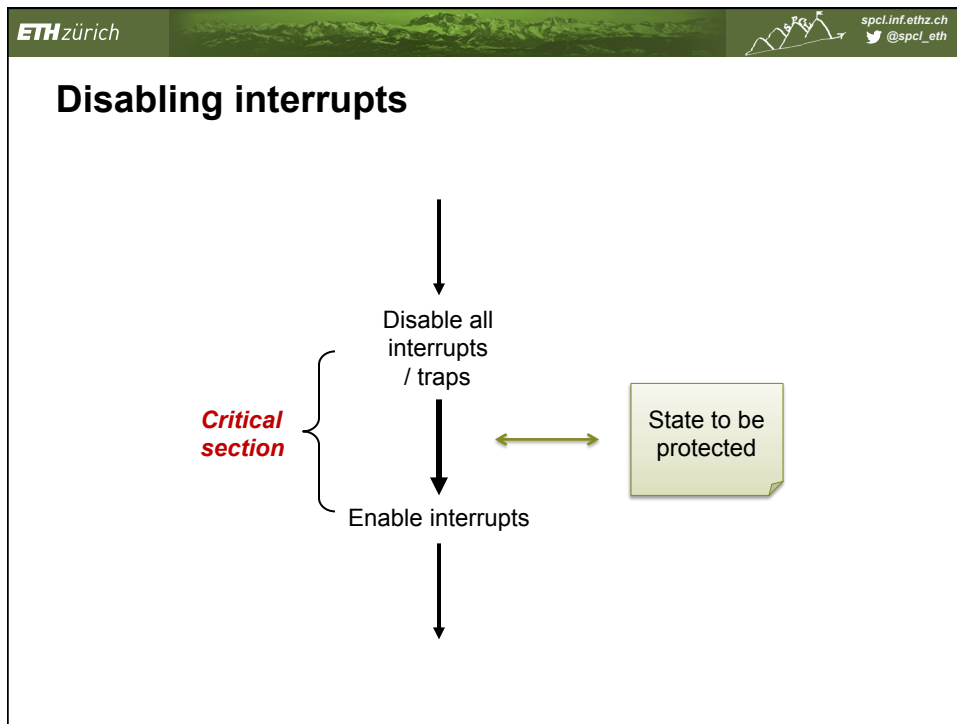 ETH zürich
spcl.inf.ethz.ch
@spcl_eth
Disabling interrupts
Disable all
interrupts
/ traps
Critical
section
State to be
protected
Enable interrupts